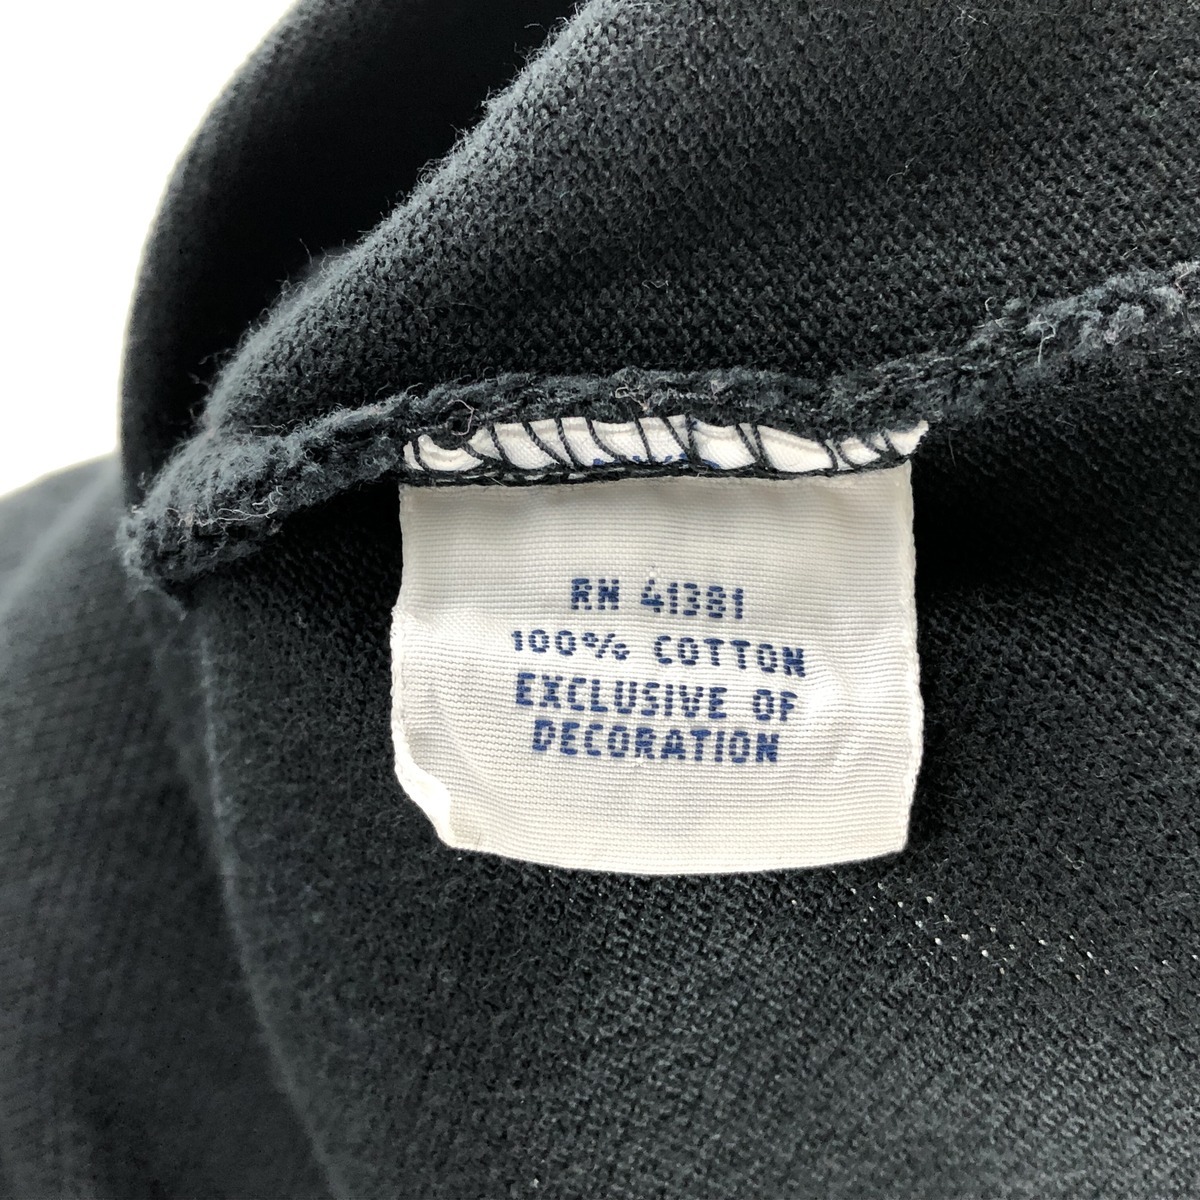 RN 41381
100% COTTON
EXCLUSIVE OF
DECORATION